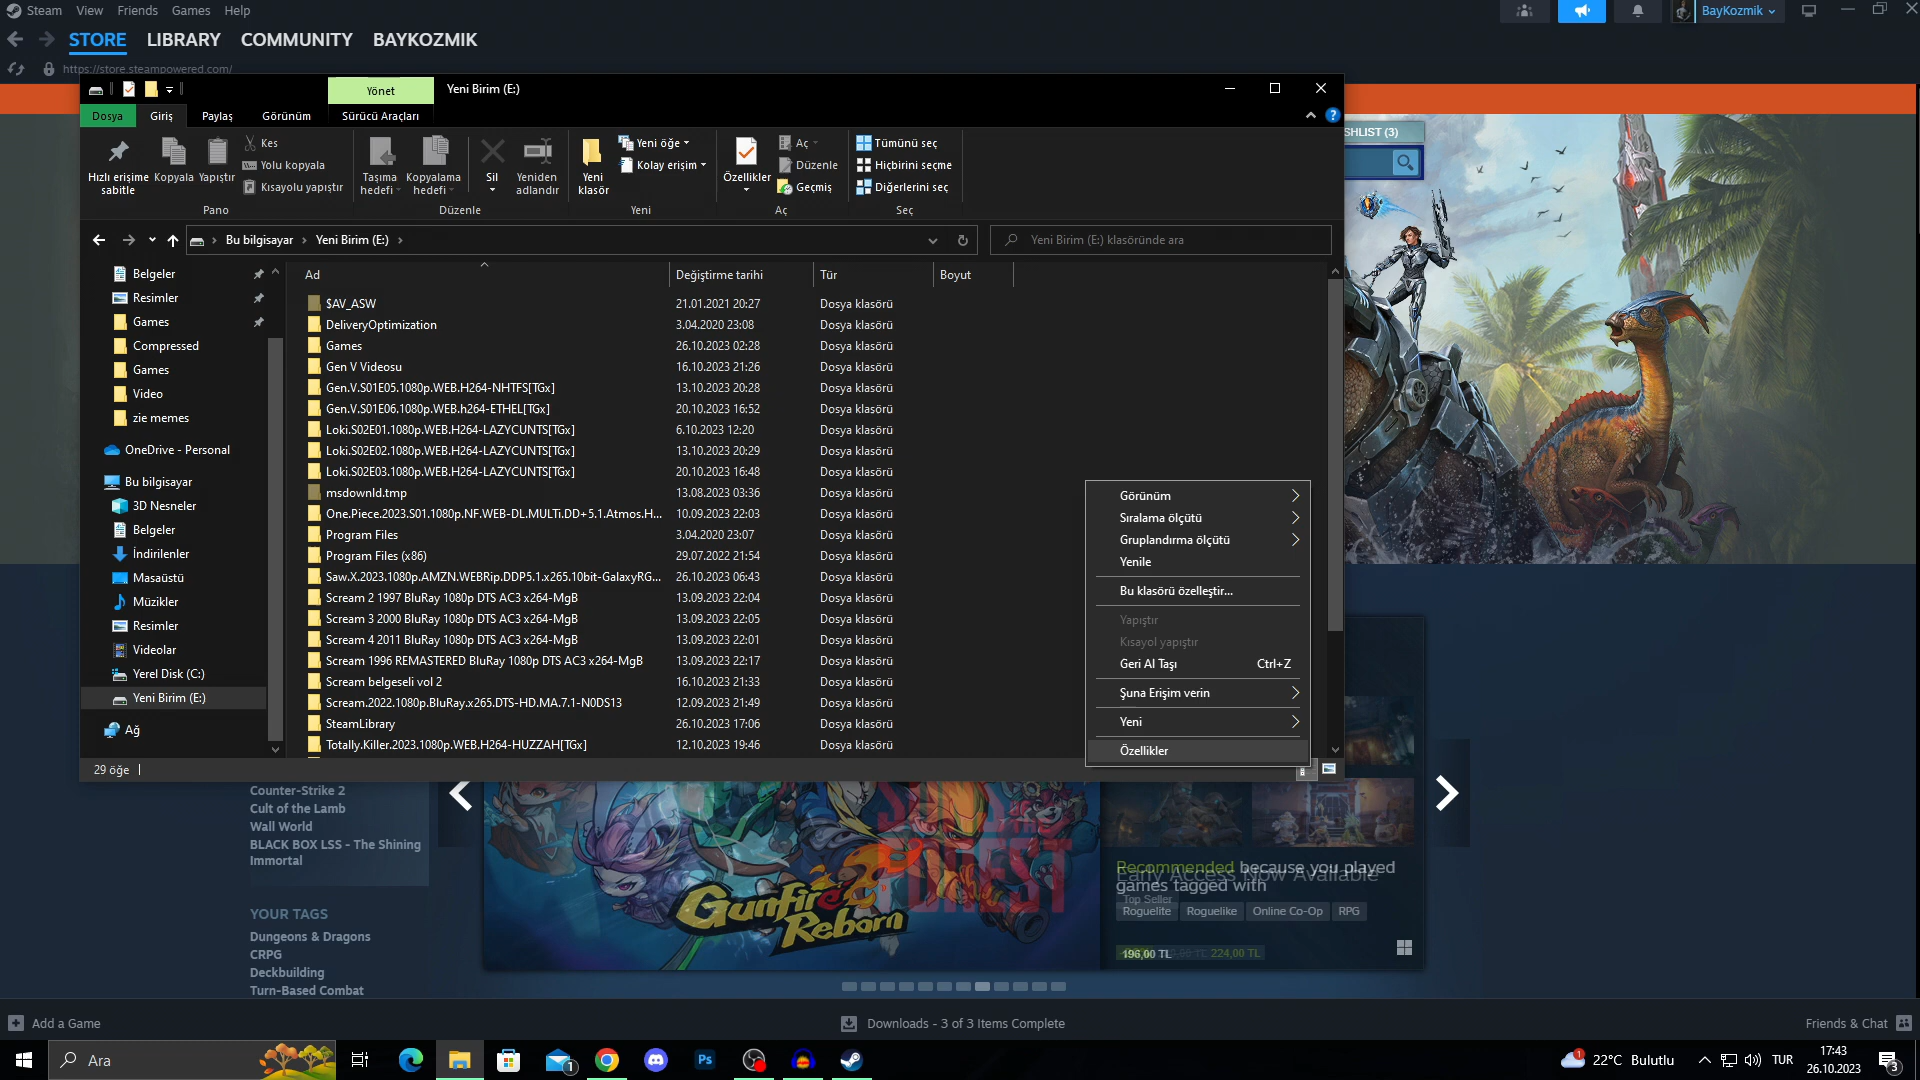 Steam View Friends Games Help
BayKozmik
STORE LIBRARY COMMUNITY BAYKOZMIK
https://store.steampowered.com/
Yönet
Yeni Birim (E:)
Dosya Giriş Paylaş Görünüm Sürücü Araçları
SHLIST (3)
Hızlı erişime sabitle
Kopyala
Yapıştır
Kes
Yolu kopyala
Kısayolu yapıştır
Pano
Taşıma hedefi
Kopyalama hedefi
Sil
Yeniden adlandır
Düzenle
Yeni klasör
Yeni öğe
Kolay erişim
Yeni
Özellikler
Aç
Düzenle
Geçmiş
Aç
Tümünü seç
Hiçbirini seçme
Diğerlerini seç
Seç
Bu bilgisayar Yeni Birim (E:)
Yeni Birim (E:) klasöründe ara
Belgeler
Resimler
Games
Compressed
Games
Video
zie memes
OneDrive - Personal
Bu bilgisayar
3D Nesneler
Belgeler
İndirilenler
Masaüstü
Müzikler
Resimler
Videolar
Yerel Disk (C:)
Yeni Birim (E:)
Ağ
Ad Değiştirme tarihi Tür Boyut
$AV_ASW 21.01.2021 20:27 Dosya klasörü
DeliveryOptimization 3.04.2020 23:08 Dosya klasörü
Games 26.10.2023 02:28 Dosya klasörü
Gen V Videosu 16.10.2023 21:26 Dosya klasörü
Gen.V.S01E05.1080p.WEB.H264-NHTFS[TGx] 13.10.2023 20:28 Dosya klasörü
Gen.V.S01E06.1080p.WEB.h264-ETHEL[TGx] 20.10.2023 16:52 Dosya klasörü
Loki.S02E01.1080p.WEB.H264-LAZYCUNTS[TGx] 6.10.2023 12:20 Dosya klasörü
Loki.S02E02.1080p.WEB.H264-LAZYCUNTS[TGx] 13.10.2023 20:29 Dosya klasörü
Loki.S02E03.1080p.WEB.H264-LAZYCUNTS[TGx] 20.10.2023 16:48 Dosya klasörü
msdownld.tmp 13.08.2023 03:36 Dosya klasörü
One.Piece.2023.S01.1080p.NF.WEB-DL.MULTi.DD+5.1.Atmos.H... 10.09.2023 22:03 Dosya klasörü
Program Files 3.04.2020 23:07 Dosya klasörü
Program Files (x86) 29.07.2022 21:54 Dosya klasörü
Saw.X.2023.1080p.AMZN.WEBRip.DDP5.1.x265.10bit-GalaxyRG... 26.10.2023 06:43 Dosya klasörü
Scream 2 1997 BluRay 1080p DTS AC3 x264-MgB 13.09.2023 22:04 Dosya klasörü
Scream 3 2000 BluRay 1080p DTS AC3 x264-MgB 13.09.2023 22:05 Dosya klasörü
Scream 4 2011 BluRay 1080p DTS AC3 x264-MgB 13.09.2023 22:01 Dosya klasörü
Scream 1996 REMASTERED BluRay 1080p DTS AC3 x264-MgB 13.09.2023 22:17 Dosya klasörü
Scream belgeseli vol 2 16.10.2023 21:33 Dosya klasörü
Scream.2022.1080p.BluRay.x265.DTS-HD.MA.7.1-N0DS13 12.09.2023 21:49 Dosya klasörü
SteamLibrary 26.10.2023 17:06 Dosya klasörü
Totally.Killer.2023.1080p.WEB.H264-HUZZAH[TGx] 12.10.2023 19:46 Dosya klasörü
Görünüm
Sıralama ölçütü
Gruplandırma ölçütü
Yenile
Bu klasörü özelleştir...
Yapıştır
Kısayol yapıştır
Geri Al Taşı Ctrl+Z
Şuna Erişim verin
Yeni
Özellikler
29 öğe
Counter-Strike 2
Cult of the Lamb
Wall World
BLACK BOX LSS - The Shining
Immortal
YOUR TAGS
Dungeons & Dragons
CRPG
Deckbuilding
Turn-Based Combat
SONS
FOREST
Gunfire
Reborn
Recommended because you played
games tagged with
Early Access Now Available
Top Seller
Roguelite Roguelike Online Co-Op RPG
196,00 TL 224,00 TL
Add a Game
Downloads - 3 of 3 Items Complete
Friends & Chat
Ara
1
Ps
1
22°C Bulutlu
TUR
17:43
26.10.2023
3